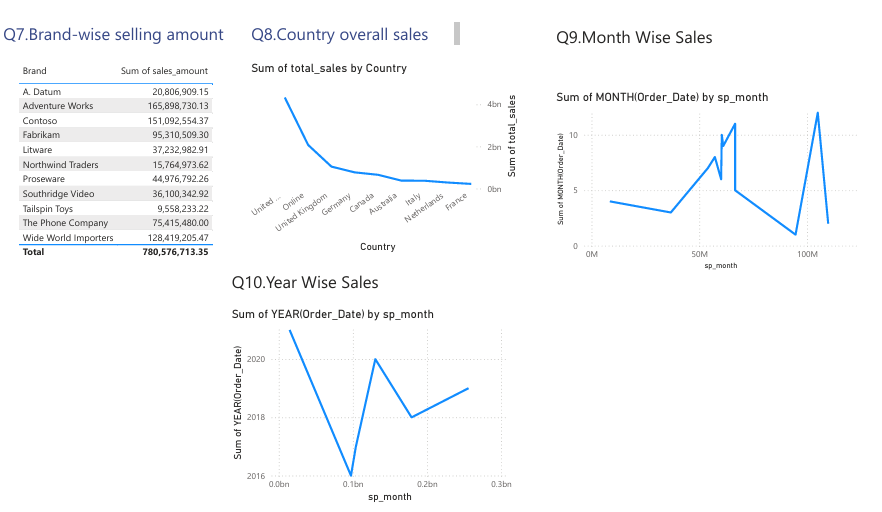 Q7.Brand-wise selling amount
Brand Sum of sales_amount
A. Datum 20,806,909.15
Adventure Works 165,898,730.13
Contoso 151,092,554.37
Fabrikam 95,310,509.30
Litware 37,232,982.91
Northwind Traders 15,764,973.62
Proseware 44,976,792.26
Southridge Video 36,100,342.92
Tailspin Toys 9,558,233.22
The Phone Company 75,415,480.00
Wide World Importers 128,419,205.47
Total 780,576,713.35
Q8.Country overall sales
Sum of total_sales by Country
4bn
2bn
0bn
Sum of total_sales
United ...
Online
United Kingdom
Germany
Canada
Australia
Italy
Netherlands
France
Country
Q9.Month Wise Sales
Sum of MONTH(Order_Date) by sp_month
Sum of MONTH(Order_Date)
10
5
0
0M 50M 100M
sp_month
Q10.Year Wise Sales
Sum of YEAR(Order_Date) by sp_month
Sum of YEAR(Order_Date)
2020
2018
2016
0.0bn 0.1bn 0.2bn 0.3bn
sp_month